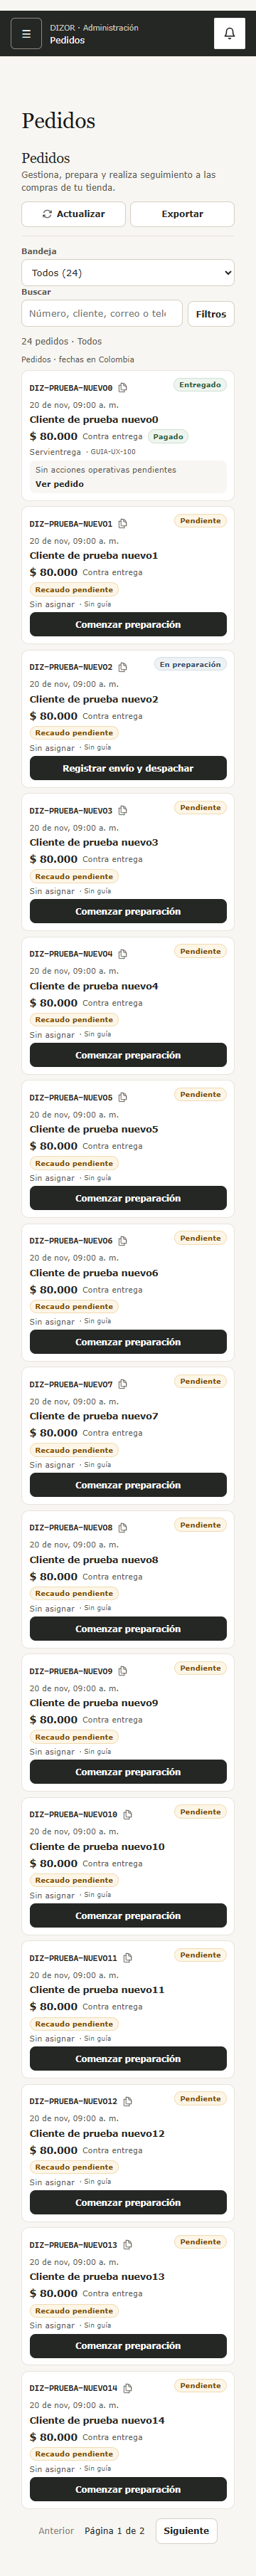 DIZOR · Administración
Pedidos
Pedidos
Pedidos
Gestiona, prepara y realiza seguimiento a las
compras de tu tienda.
Actualizar
Exportar
Bandeja
Todos (24)
Buscar
Número, cliente, correo o telé
Filtros
24 pedidos · Todos
Pedidos · fechas en Colombia
DIZ-PRUEBA-NUEVO0 Entregado
20 de nov, 09:00 a. m.
Cliente de prueba nuevo0
$ 80.000 Contra entrega Pagado
Servientrega · GUIA-UX-100
Sin acciones operativas pendientes
Ver pedido
DIZ-PRUEBA-NUEVO1 Pendiente
20 de nov, 09:00 a. m.
Cliente de prueba nuevo1
$ 80.000 Contra entrega
Recaudo pendiente
Sin asignar · Sin guía
Comenzar preparación
DIZ-PRUEBA-NUEVO2 En preparación
20 de nov, 09:00 a. m.
Cliente de prueba nuevo2
$ 80.000 Contra entrega
Recaudo pendiente
Sin asignar · Sin guía
Registrar envío y despachar
DIZ-PRUEBA-NUEVO3 Pendiente
20 de nov, 09:00 a. m.
Cliente de prueba nuevo3
$ 80.000 Contra entrega
Recaudo pendiente
Sin asignar · Sin guía
Comenzar preparación
DIZ-PRUEBA-NUEVO4 Pendiente
20 de nov, 09:00 a. m.
Cliente de prueba nuevo4
$ 80.000 Contra entrega
Recaudo pendiente
Sin asignar · Sin guía
Comenzar preparación
DIZ-PRUEBA-NUEVO5 Pendiente
20 de nov, 09:00 a. m.
Cliente de prueba nuevo5
$ 80.000 Contra entrega
Recaudo pendiente
Sin asignar · Sin guía
Comenzar preparación
DIZ-PRUEBA-NUEVO6 Pendiente
20 de nov, 09:00 a. m.
Cliente de prueba nuevo6
$ 80.000 Contra entrega
Recaudo pendiente
Sin asignar · Sin guía
Comenzar preparación
DIZ-PRUEBA-NUEVO7 Pendiente
20 de nov, 09:00 a. m.
Cliente de prueba nuevo7
$ 80.000 Contra entrega
Recaudo pendiente
Sin asignar · Sin guía
Comenzar preparación
DIZ-PRUEBA-NUEVO8 Pendiente
20 de nov, 09:00 a. m.
Cliente de prueba nuevo8
$ 80.000 Contra entrega
Recaudo pendiente
Sin asignar · Sin guía
Comenzar preparación
DIZ-PRUEBA-NUEVO9 Pendiente
20 de nov, 09:00 a. m.
Cliente de prueba nuevo9
$ 80.000 Contra entrega
Recaudo pendiente
Sin asignar · Sin guía
Comenzar preparación
DIZ-PRUEBA-NUEVO10 Pendiente
20 de nov, 09:00 a. m.
Cliente de prueba nuevo10
$ 80.000 Contra entrega
Recaudo pendiente
Sin asignar · Sin guía
Comenzar preparación
DIZ-PRUEBA-NUEVO11 Pendiente
20 de nov, 09:00 a. m.
Cliente de prueba nuevo11
$ 80.000 Contra entrega
Recaudo pendiente
Sin asignar · Sin guía
Comenzar preparación
DIZ-PRUEBA-NUEVO12 Pendiente
20 de nov, 09:00 a. m.
Cliente de prueba nuevo12
$ 80.000 Contra entrega
Recaudo pendiente
Sin asignar · Sin guía
Comenzar preparación
DIZ-PRUEBA-NUEVO13 Pendiente
20 de nov, 09:00 a. m.
Cliente de prueba nuevo13
$ 80.000 Contra entrega
Recaudo pendiente
Sin asignar · Sin guía
Comenzar preparación
DIZ-PRUEBA-NUEVO14 Pendiente
20 de nov, 09:00 a. m.
Cliente de prueba nuevo14
$ 80.000 Contra entrega
Recaudo pendiente
Sin asignar · Sin guía
Comenzar preparación
Anterior Página 1 de 2 Siguiente